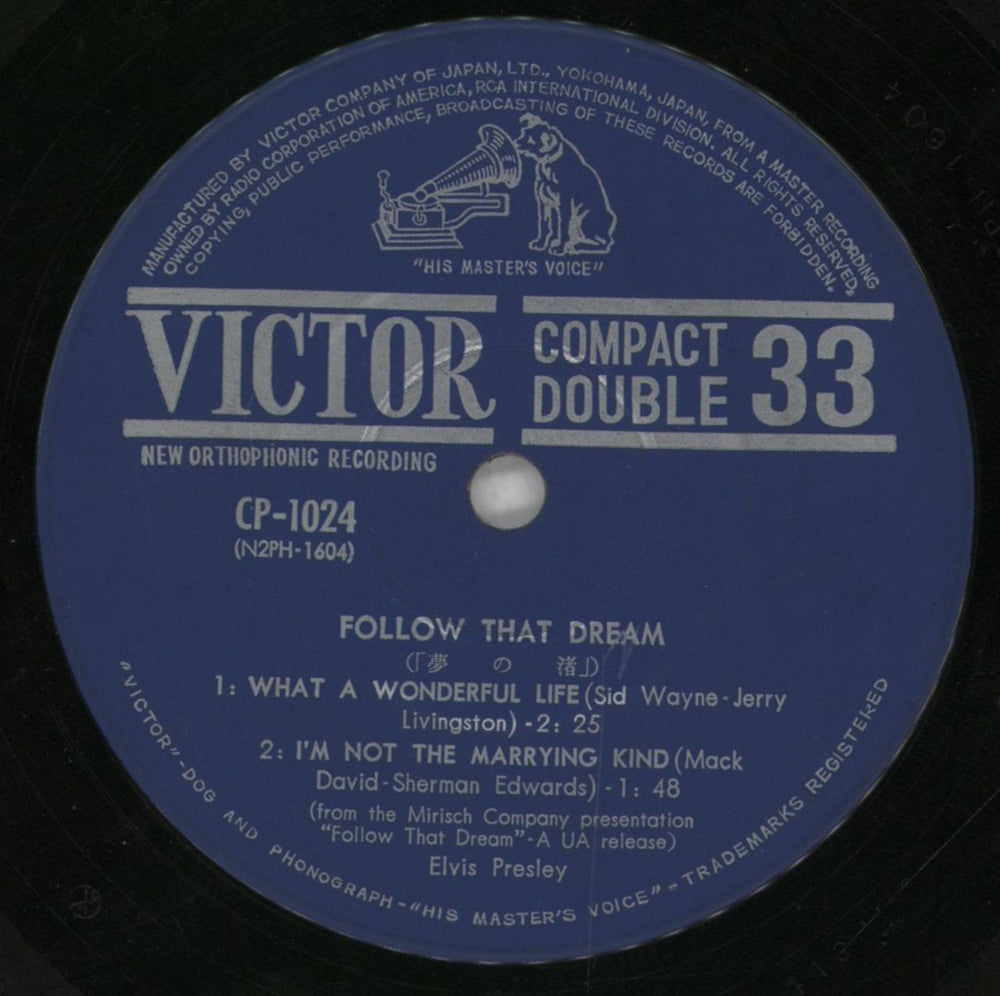 MANUFACTURED BY VICTOR COMPANY OF JAPAN, LTD., YOKOHAMA, JAPAN, FROM A MASTER RECORDING
OWNED BY RADIO CORPORATION OF AMERICA, RCA INTERNATIONAL DIVISION. ALL RIGHTS RESERVED,
COPYING, PUBLIC PERFORMANCE, BROADCASTING OF THESE RECORDS ARE FORBIDDEN.
"HIS MASTER'S VOICE"
VICTOR
COMPACT
DOUBLE
33
NEW ORTHOPHONIC RECORDING
CP-1024
(N2PH-1604)
FOLLOW THAT DREAM
(「夢の渚」)
1: WHAT A WONDERFUL LIFE (Sid Wayne-Jerry
Livingston) -2: 25
2: I'M NOT THE MARRYING KIND (Mack
David-Sherman Edwards) -1: 48
(from the Mirisch Company presentation
"Follow That Dream"-A UA release)
Elvis Presley
"VICTOR"-DOG AND PHONOGRAPH-"HIS MASTER'S VOICE"-TRADEMARKS REGISTERED